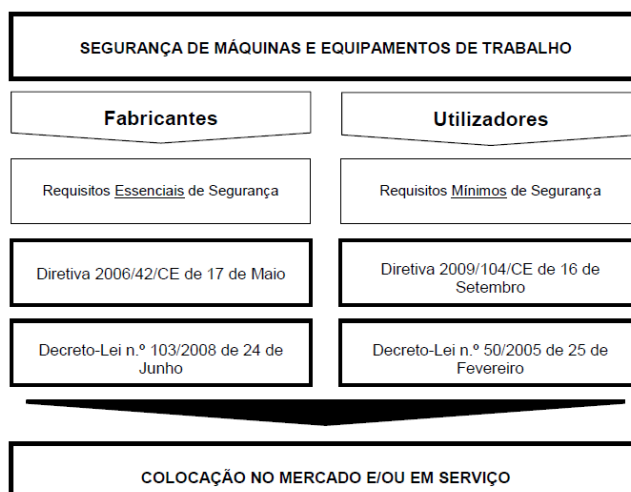 SEGURANÇA DE MÁQUINAS E EQUIPAMENTOS DE TRABALHO
Fabricantes
Utilizadores
Requisitos Essenciais de Segurança
Requisitos Mínimos de Segurança
Diretiva 2006/42/CE de 17 de Maio
Diretiva 2009/104/CE de 16 de
Setembro
Decreto-Lei n.º 103/2008 de 24 de
Junho
Decreto-Lei n.º 50/2005 de 25 de
Fevereiro
COLOCAÇÃO NO MERCADO E/OU EM SERVIÇO